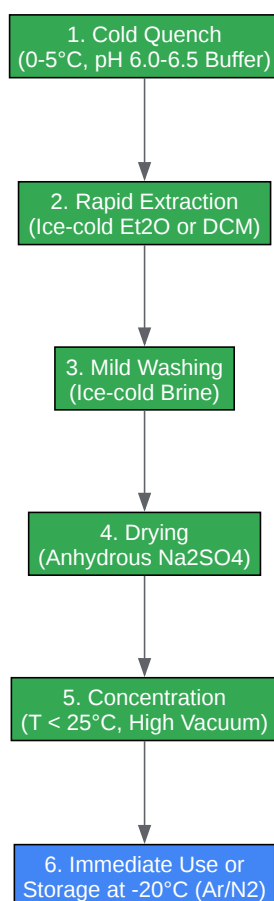 1. Cold Quench
(0-5°C, pH 6.0-6.5 Buffer)
2. Rapid Extraction
(Ice-cold Et2O or DCM)
3. Mild Washing
(Ice-cold Brine)
4. Drying
(Anhydrous Na2SO4)
5. Concentration
(T < 25°C, High Vacuum)
6. Immediate Use or
Storage at -20°C (Ar/N2)